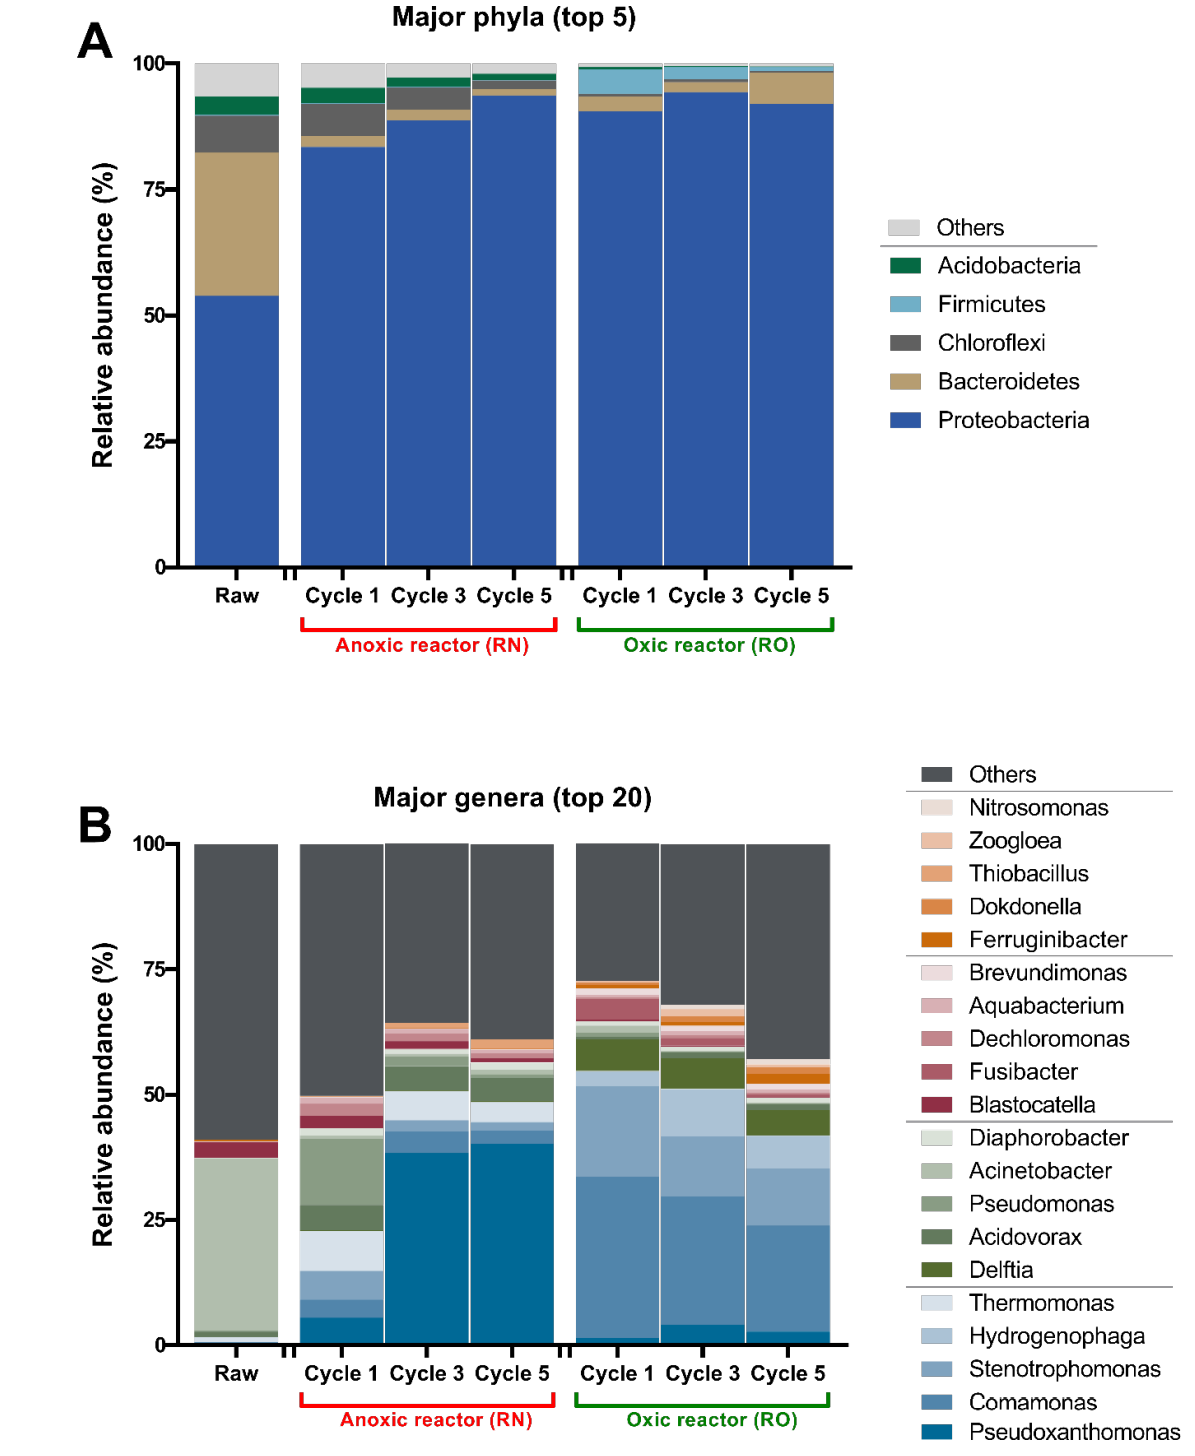 A
Major phyla (top 5)
Relative abundance (%)
100
75
50
25
0
Raw
Cycle 1
Cycle 3
Cycle 5
Cycle 1
Cycle 3
Cycle 5
Anoxic reactor (RN)
Oxic reactor (RO)
Others
Acidobacteria
Firmicutes
Chloroflexi
Bacteroidetes
Proteobacteria
B
Major genera (top 20)
Relative abundance (%)
100
75
50
25
0
Raw
Cycle 1
Cycle 3
Cycle 5
Cycle 1
Cycle 3
Cycle 5
Anoxic reactor (RN)
Oxic reactor (RO)
Others
Nitrosomonas
Zoogloea
Thiobacillus
Dokdonella
Ferruginibacter
Brevundimonas
Aquabacterium
Dechloromonas
Fusibacter
Blastocatella
Diaphorobacter
Acinetobacter
Pseudomonas
Acidovorax
Delftia
Thermomonas
Hydrogenophaga
Stenotrophomonas
Comamonas
Pseudoxanthomonas